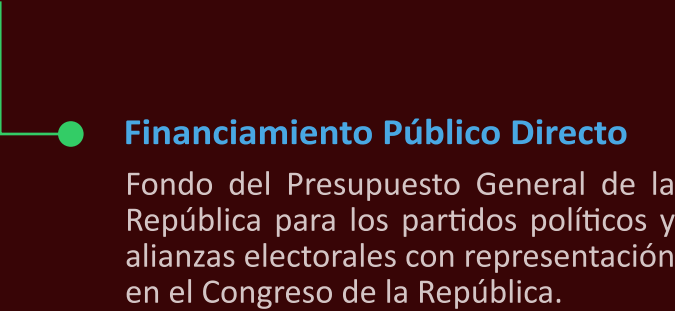 Financiamiento Público Directo
Fondo del Presupuesto General de la
República para los partidos políticos y
alianzas electorales con representación
en el Congreso de la República.